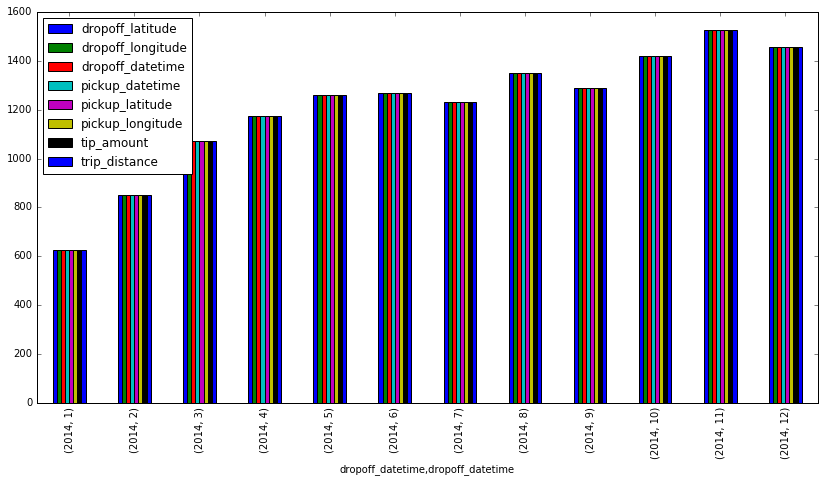 1600
1400
1200
1000
800
600
400
200
0
dropoff_latitude
dropoff_longitude
dropoff_datetime
pickup_datetime
pickup_latitude
pickup_longitude
tip_amount
trip_distance
(2014, 1)
(2014, 2)
(2014, 3)
(2014, 4)
(2014, 5)
(2014, 6)
(2014, 7)
(2014, 8)
(2014, 9)
(2014, 10)
(2014, 11)
(2014, 12)
dropoff_datetime,dropoff_datetime